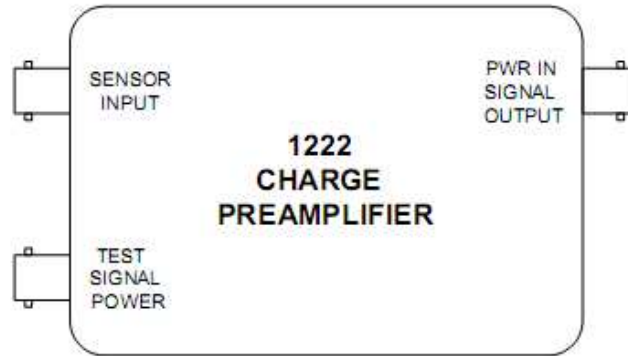 SENSOR
INPUT
PWR IN
SIGNAL
OUTPUT
1222
CHARGE
PREAMPLIFIER
TEST
SIGNAL
POWER